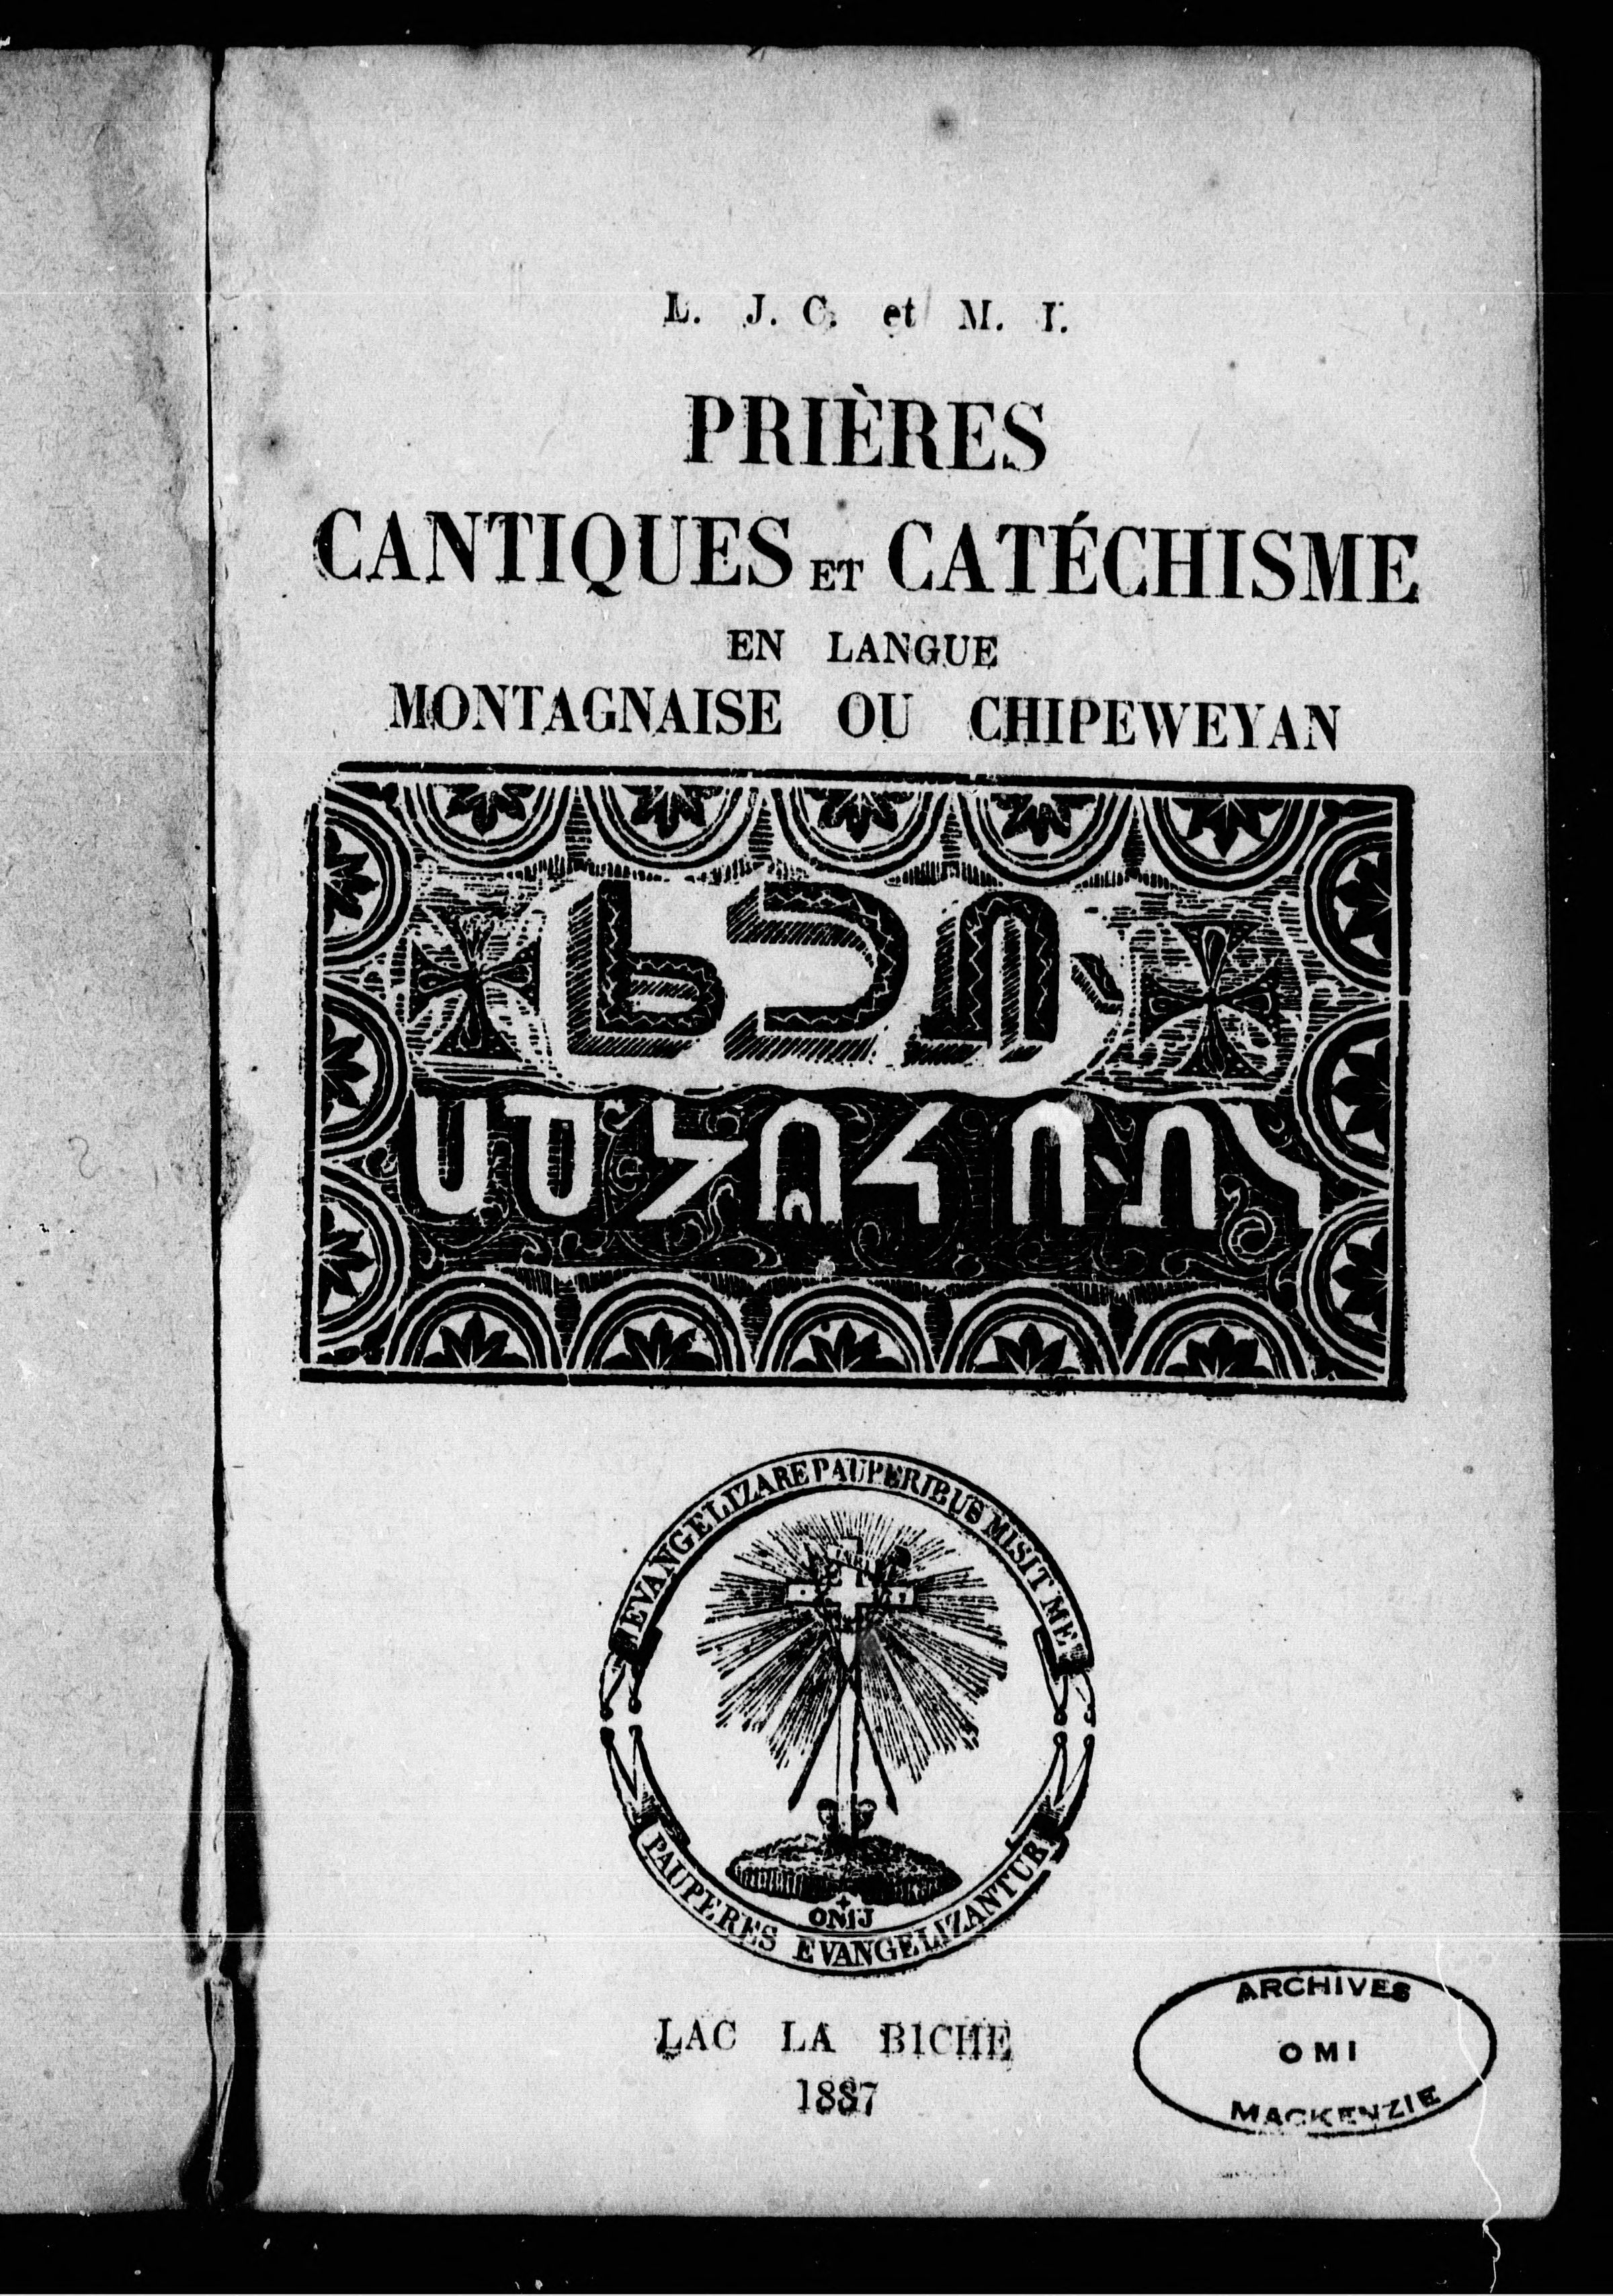 L. J. C. et M. I.
PRIÈRES
CANTIQUES ET CATÉCHISME
EN LANGUE
MONTAGNAISE OU CHIPEWEYAN
EVANGELIZARE PAUPERIBUS MISIT ME
PAUPERES EVANGELIZANTUR
LAC LA BICHE
1887
ARCHIVES
OMI
MACKENZIE